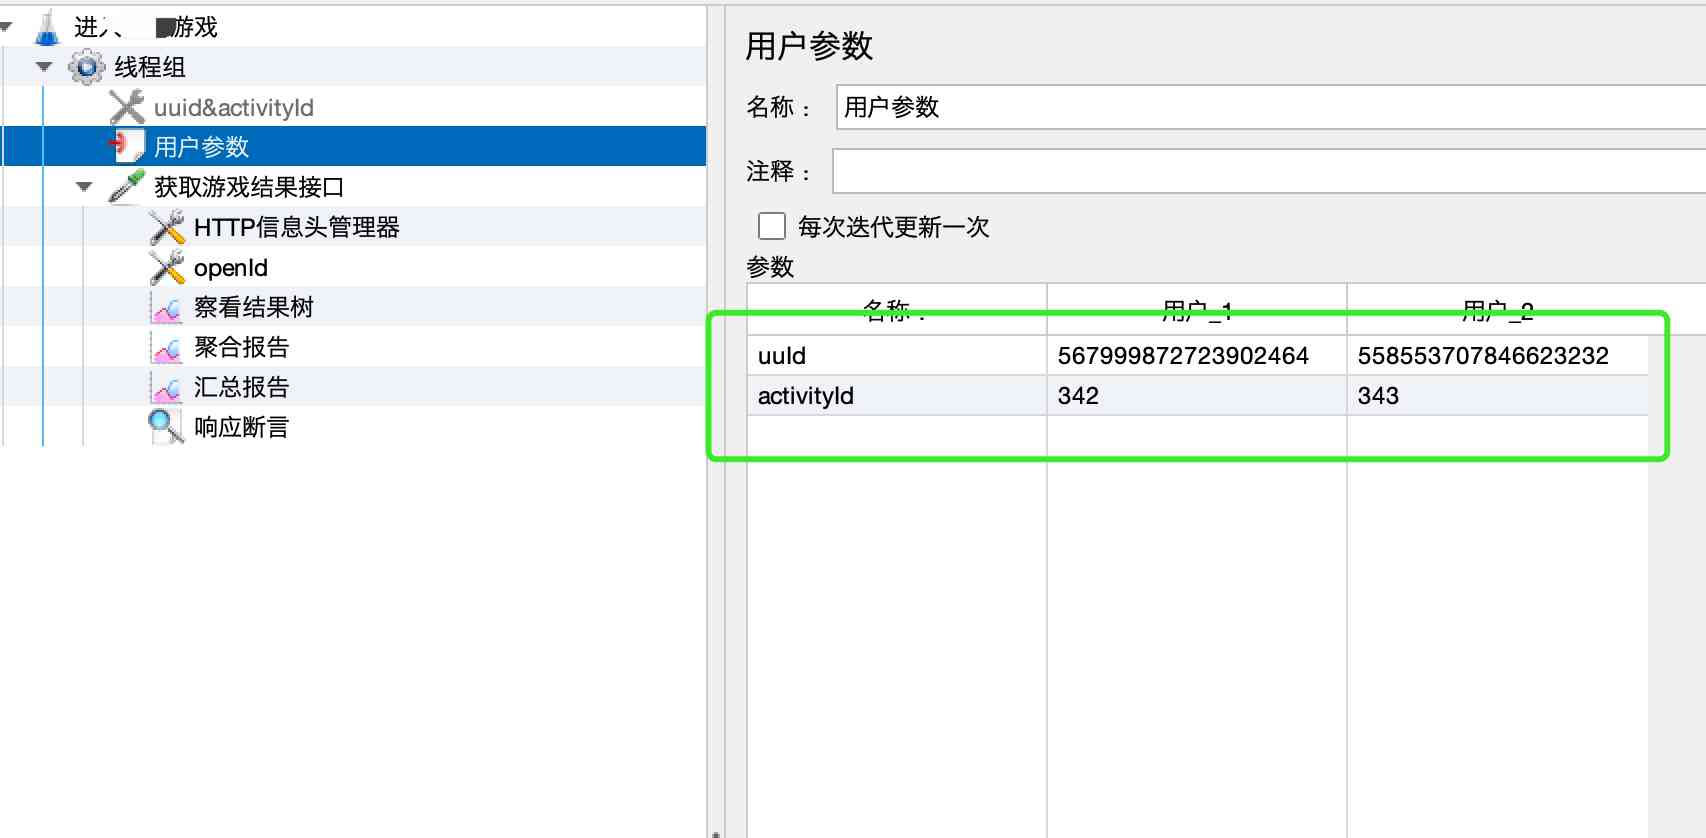 进入 游戏
线程组
uuid&activityId
用户参数
获取游戏结果接口
HTTP信息头管理器
openId
察看结果树
聚合报告
汇总报告
响应断言
用户参数
名称：
用户参数
注释：
每次迭代更新一次
参数
名称： 用户_1 用户_2
uuId 567999872723902464 558553707846623232
activityId 342 343